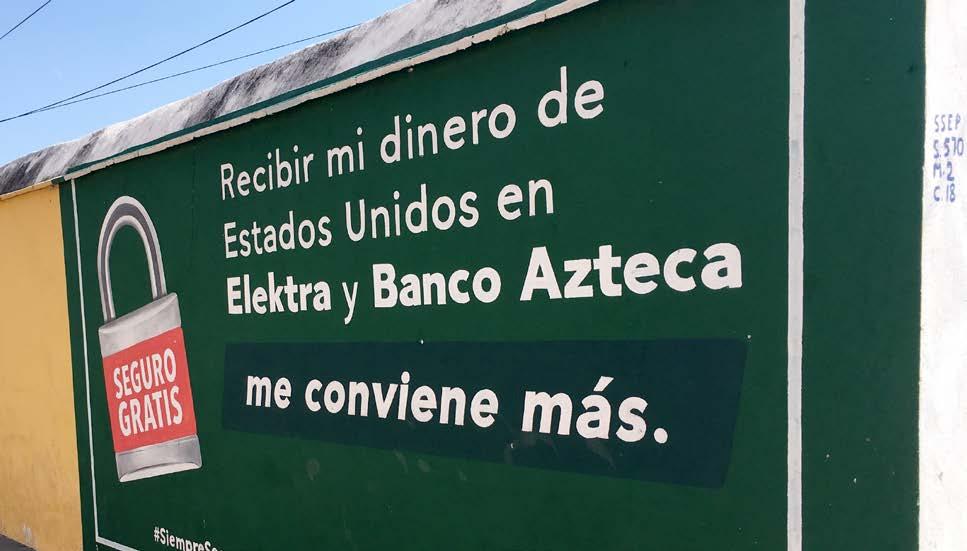 Recibir mi dinero de
Estados Unidos en
Elektra y Banco Azteca
me conviene más.
SEGURO
GRATIS
SSEP
S.570
M.2
C.18